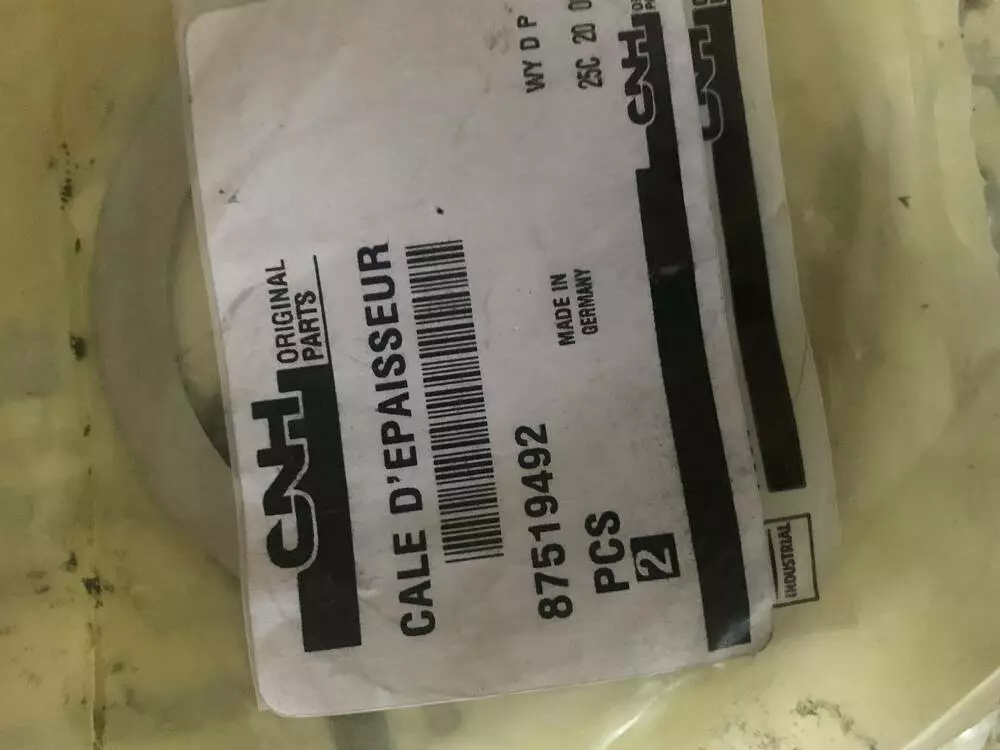 CNH ORIGINAL
PARTS
CALE D'EPAISSEUR
87519492
PCS
2
MADE IN
GERMANY
WY D P
25C 20
CNH
CNH
INDUSTRIAL